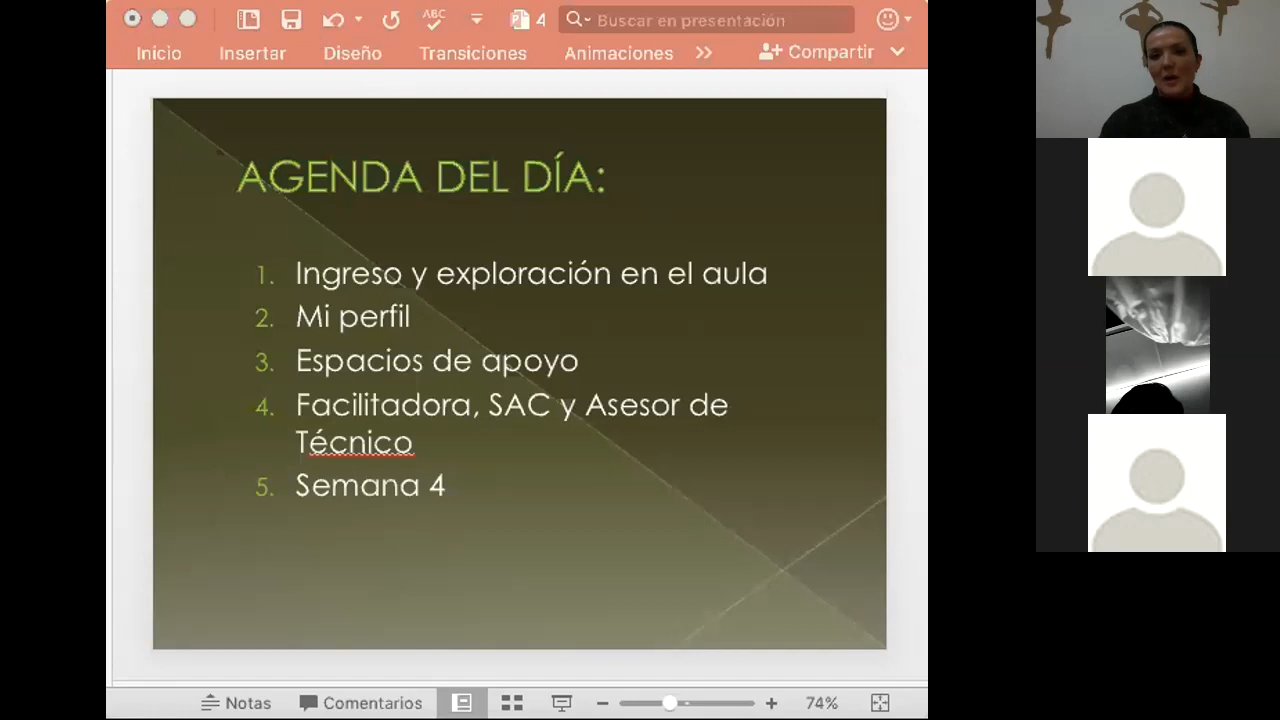 ABC
4
Buscar en presentación
Inicio
Insertar
Diseño
Transiciones
Animaciones
Compartir
AGENDA DEL DÍA:
1. Ingreso y exploración en el aula
2. Mi perfil
3. Espacios de apoyo
4. Facilitadora, SAC y Asesor de
Técnico
5. Semana 4
Notas
Comentarios
74%